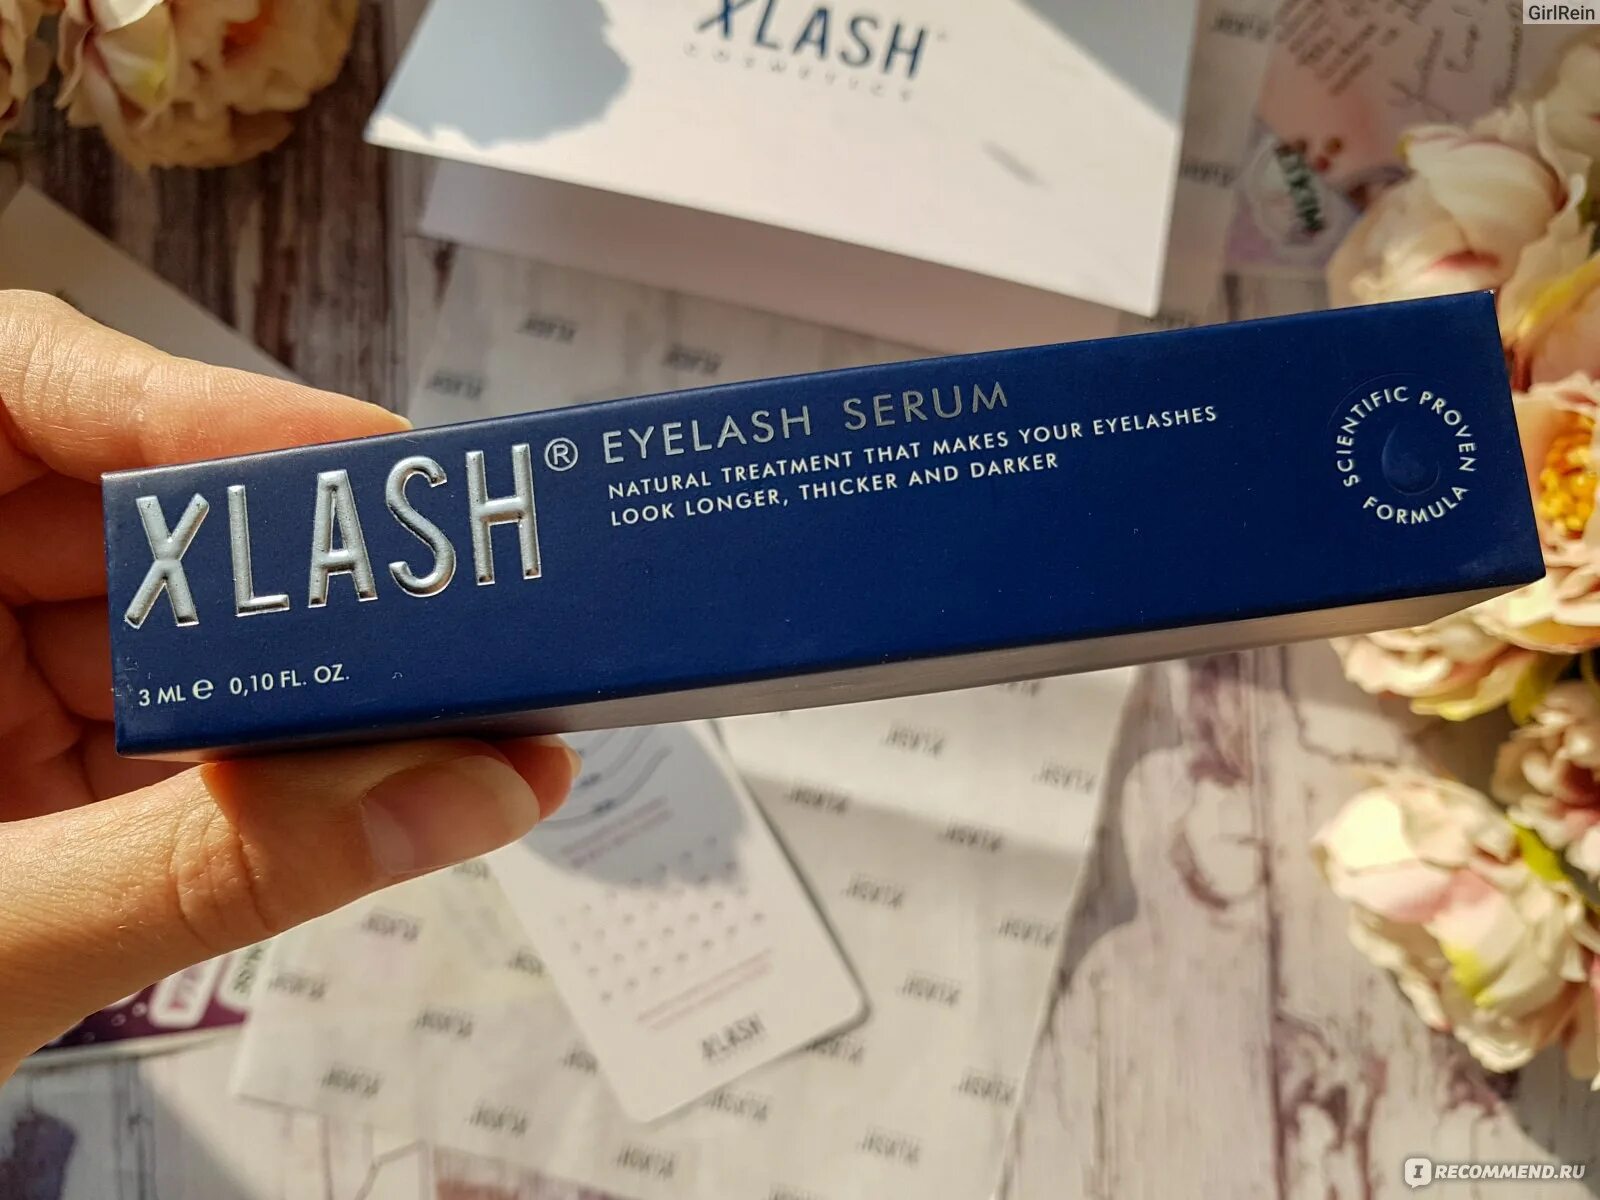 GirlRein
XLASH
COSMETICS
XLASH® EYELASH SERUM
NATURAL TREATMENT THAT MAKES YOUR EYELASHES
LOOK LONGER, THICKER AND DARKER
SCIENTIFIC PROVEN
FORMULA
3 ML e 0,10 FL. OZ.
XLASH
IRECOMMEND.RU